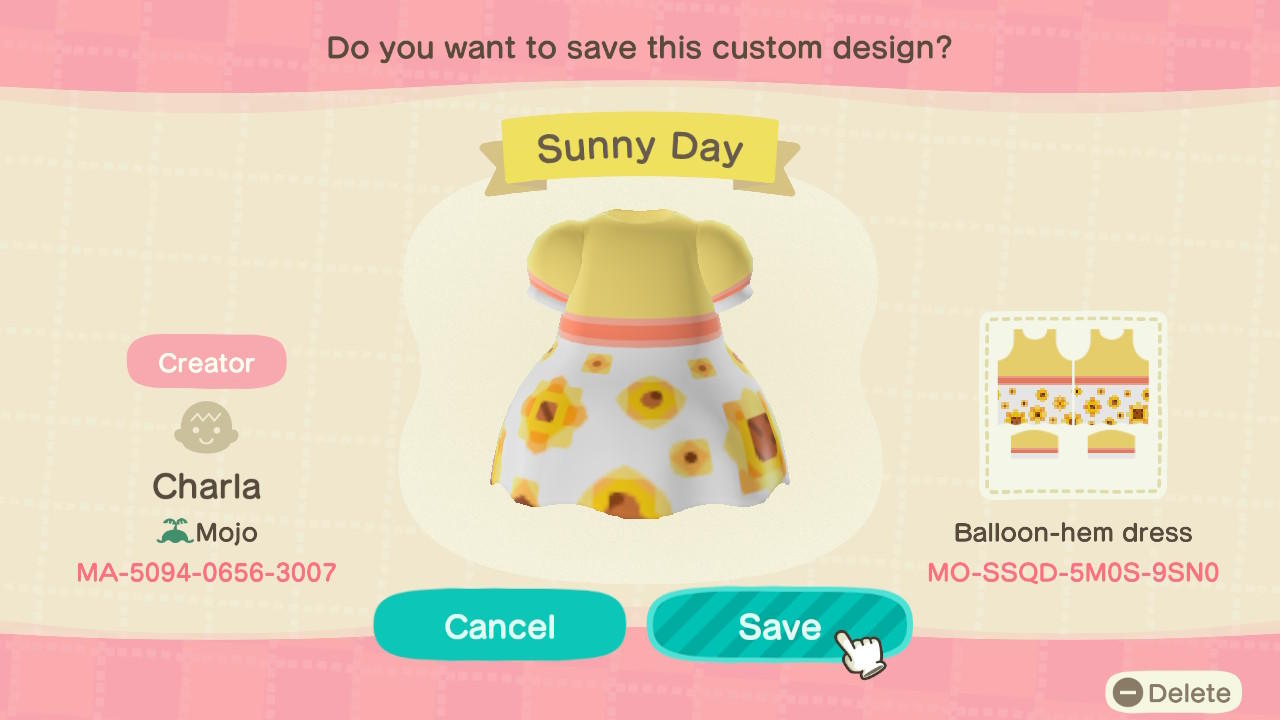 Do you want to save this custom design?
Sunny Day
Creator
Charla
Mojo
MA-5094-0656-3007
Balloon-hem dress
MO-SSQD-5M0S-9SN0
Cancel
Save
Delete